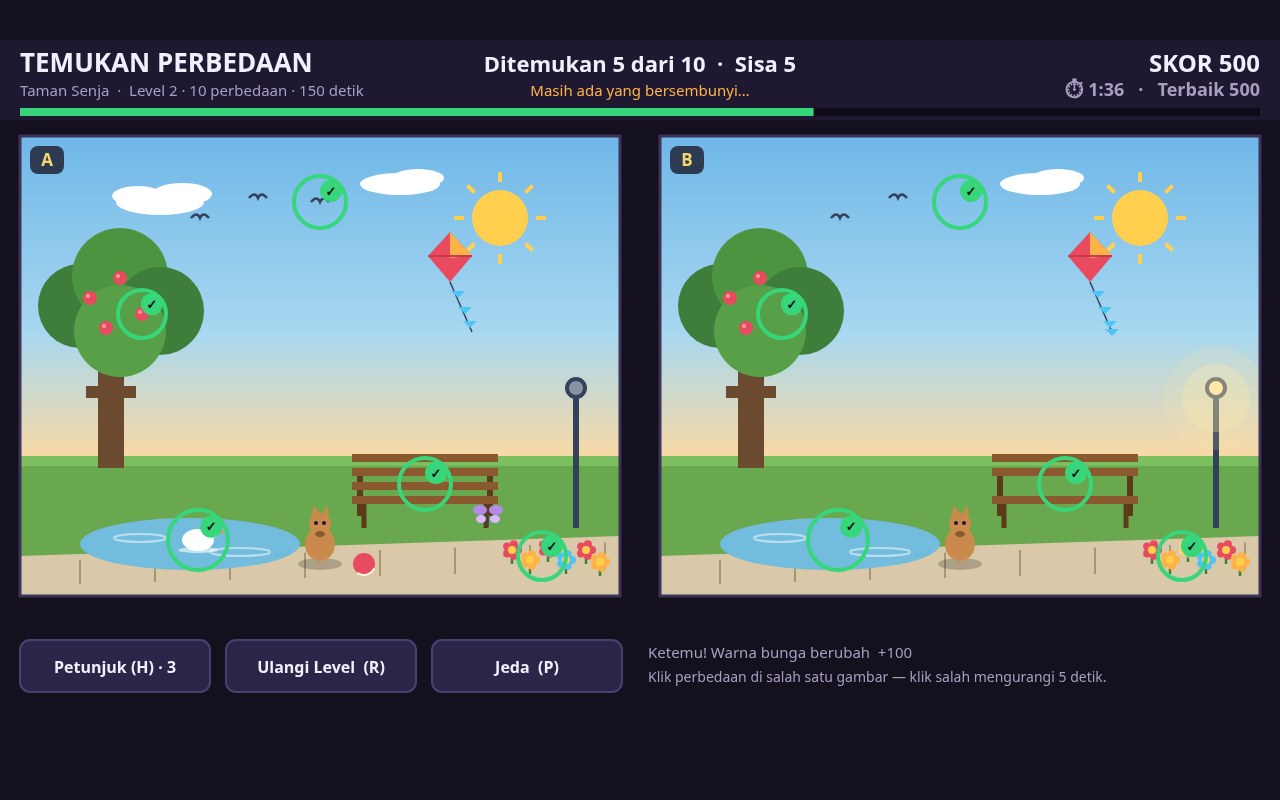 TEMUKAN PERBEDAAN
Taman Senja · Level 2 · 10 perbedaan · 150 detik
Ditemukan 5 dari 10 · Sisa 5
Masih ada yang bersembunyi…
SKOR 500
⏱ 1:36 · Terbaik 500
A
B
Petunjuk (H) · 3
Ulangi Level (R)
Jeda (P)
Ketemu! Warna bunga berubah +100
Klik perbedaan di salah satu gambar — klik salah mengurangi 5 detik.